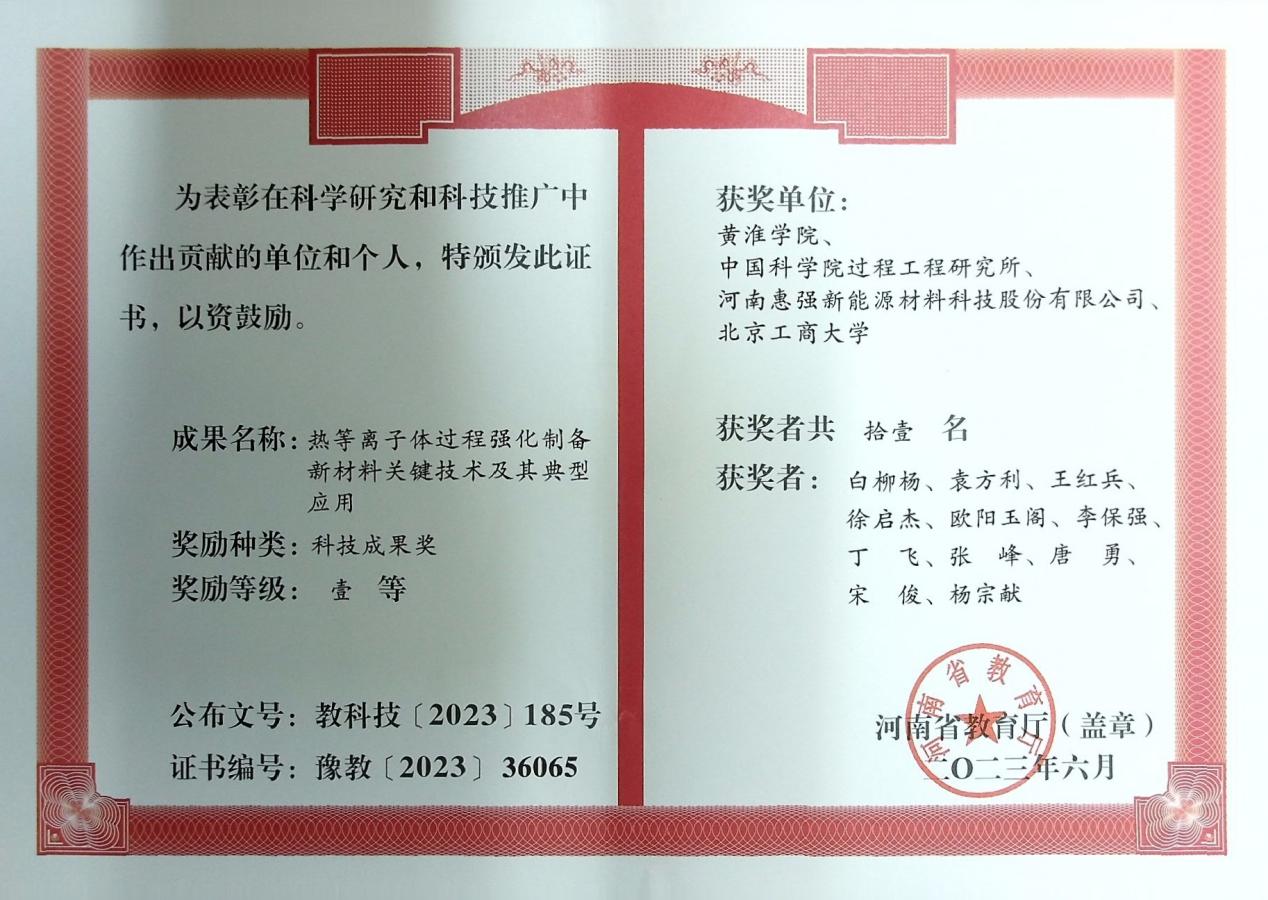 为表彰在科学研究和科技推广中
作出贡献的单位和个人，特颁发此证
书，以资鼓励。
成果名称：热等离子体过程强化制备
新材料关键技术及其典型
应用
奖励种类：科技成果奖
奖励等级： 壹 等
公布文号：教科技〔2023〕185号
证书编号：豫教〔2023〕36065
获奖单位：
黄淮学院、
中国科学院过程工程研究所、
河南惠强新能源材料科技股份有限公司、
北京工商大学
获奖者共 拾壹 名
获奖者： 白柳杨、袁方利、王红兵、
徐启杰、欧阳玉阁、李保强、
丁 飞、张 峰、唐 勇、
宋 俊、杨宗献
河南省教育厅（盖章）
二〇二三年六月
河南省教育厅